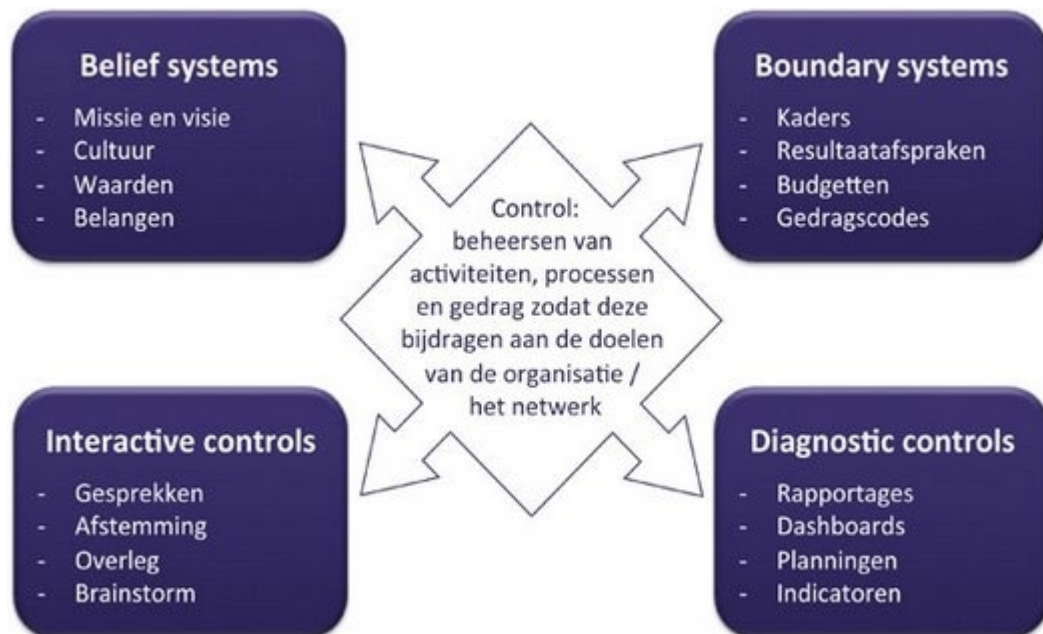 Belief systems
- Missie en visie
- Cultuur
- Waarden
- Belangen
Boundary systems
- Kaders
- Resultaatafspraken
- Budgetten
- Gedragscodes
Control:
beheersen van
activiteiten, processen
en gedrag zodat deze
bijdragen aan de doelen
van de organisatie /
het netwerk
Interactive controls
- Gesprekken
- Afstemming
- Overleg
- Brainstorm
Diagnostic controls
- Rapportages
- Dashboards
- Planningen
- Indicatoren